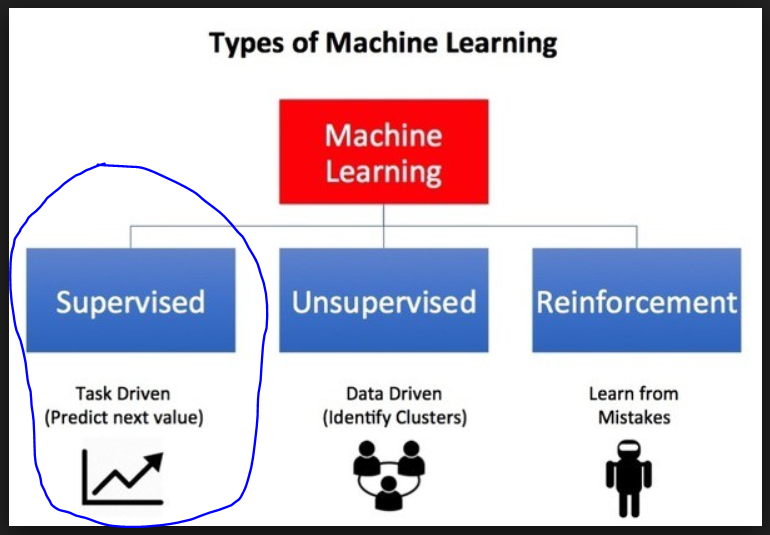 Types of Machine Learning
Machine
Learning
Supervised
Unsupervised
Reinforcement
Task Driven
(Predict next value)
Data Driven
(Identify Clusters)
Learn from
Mistakes